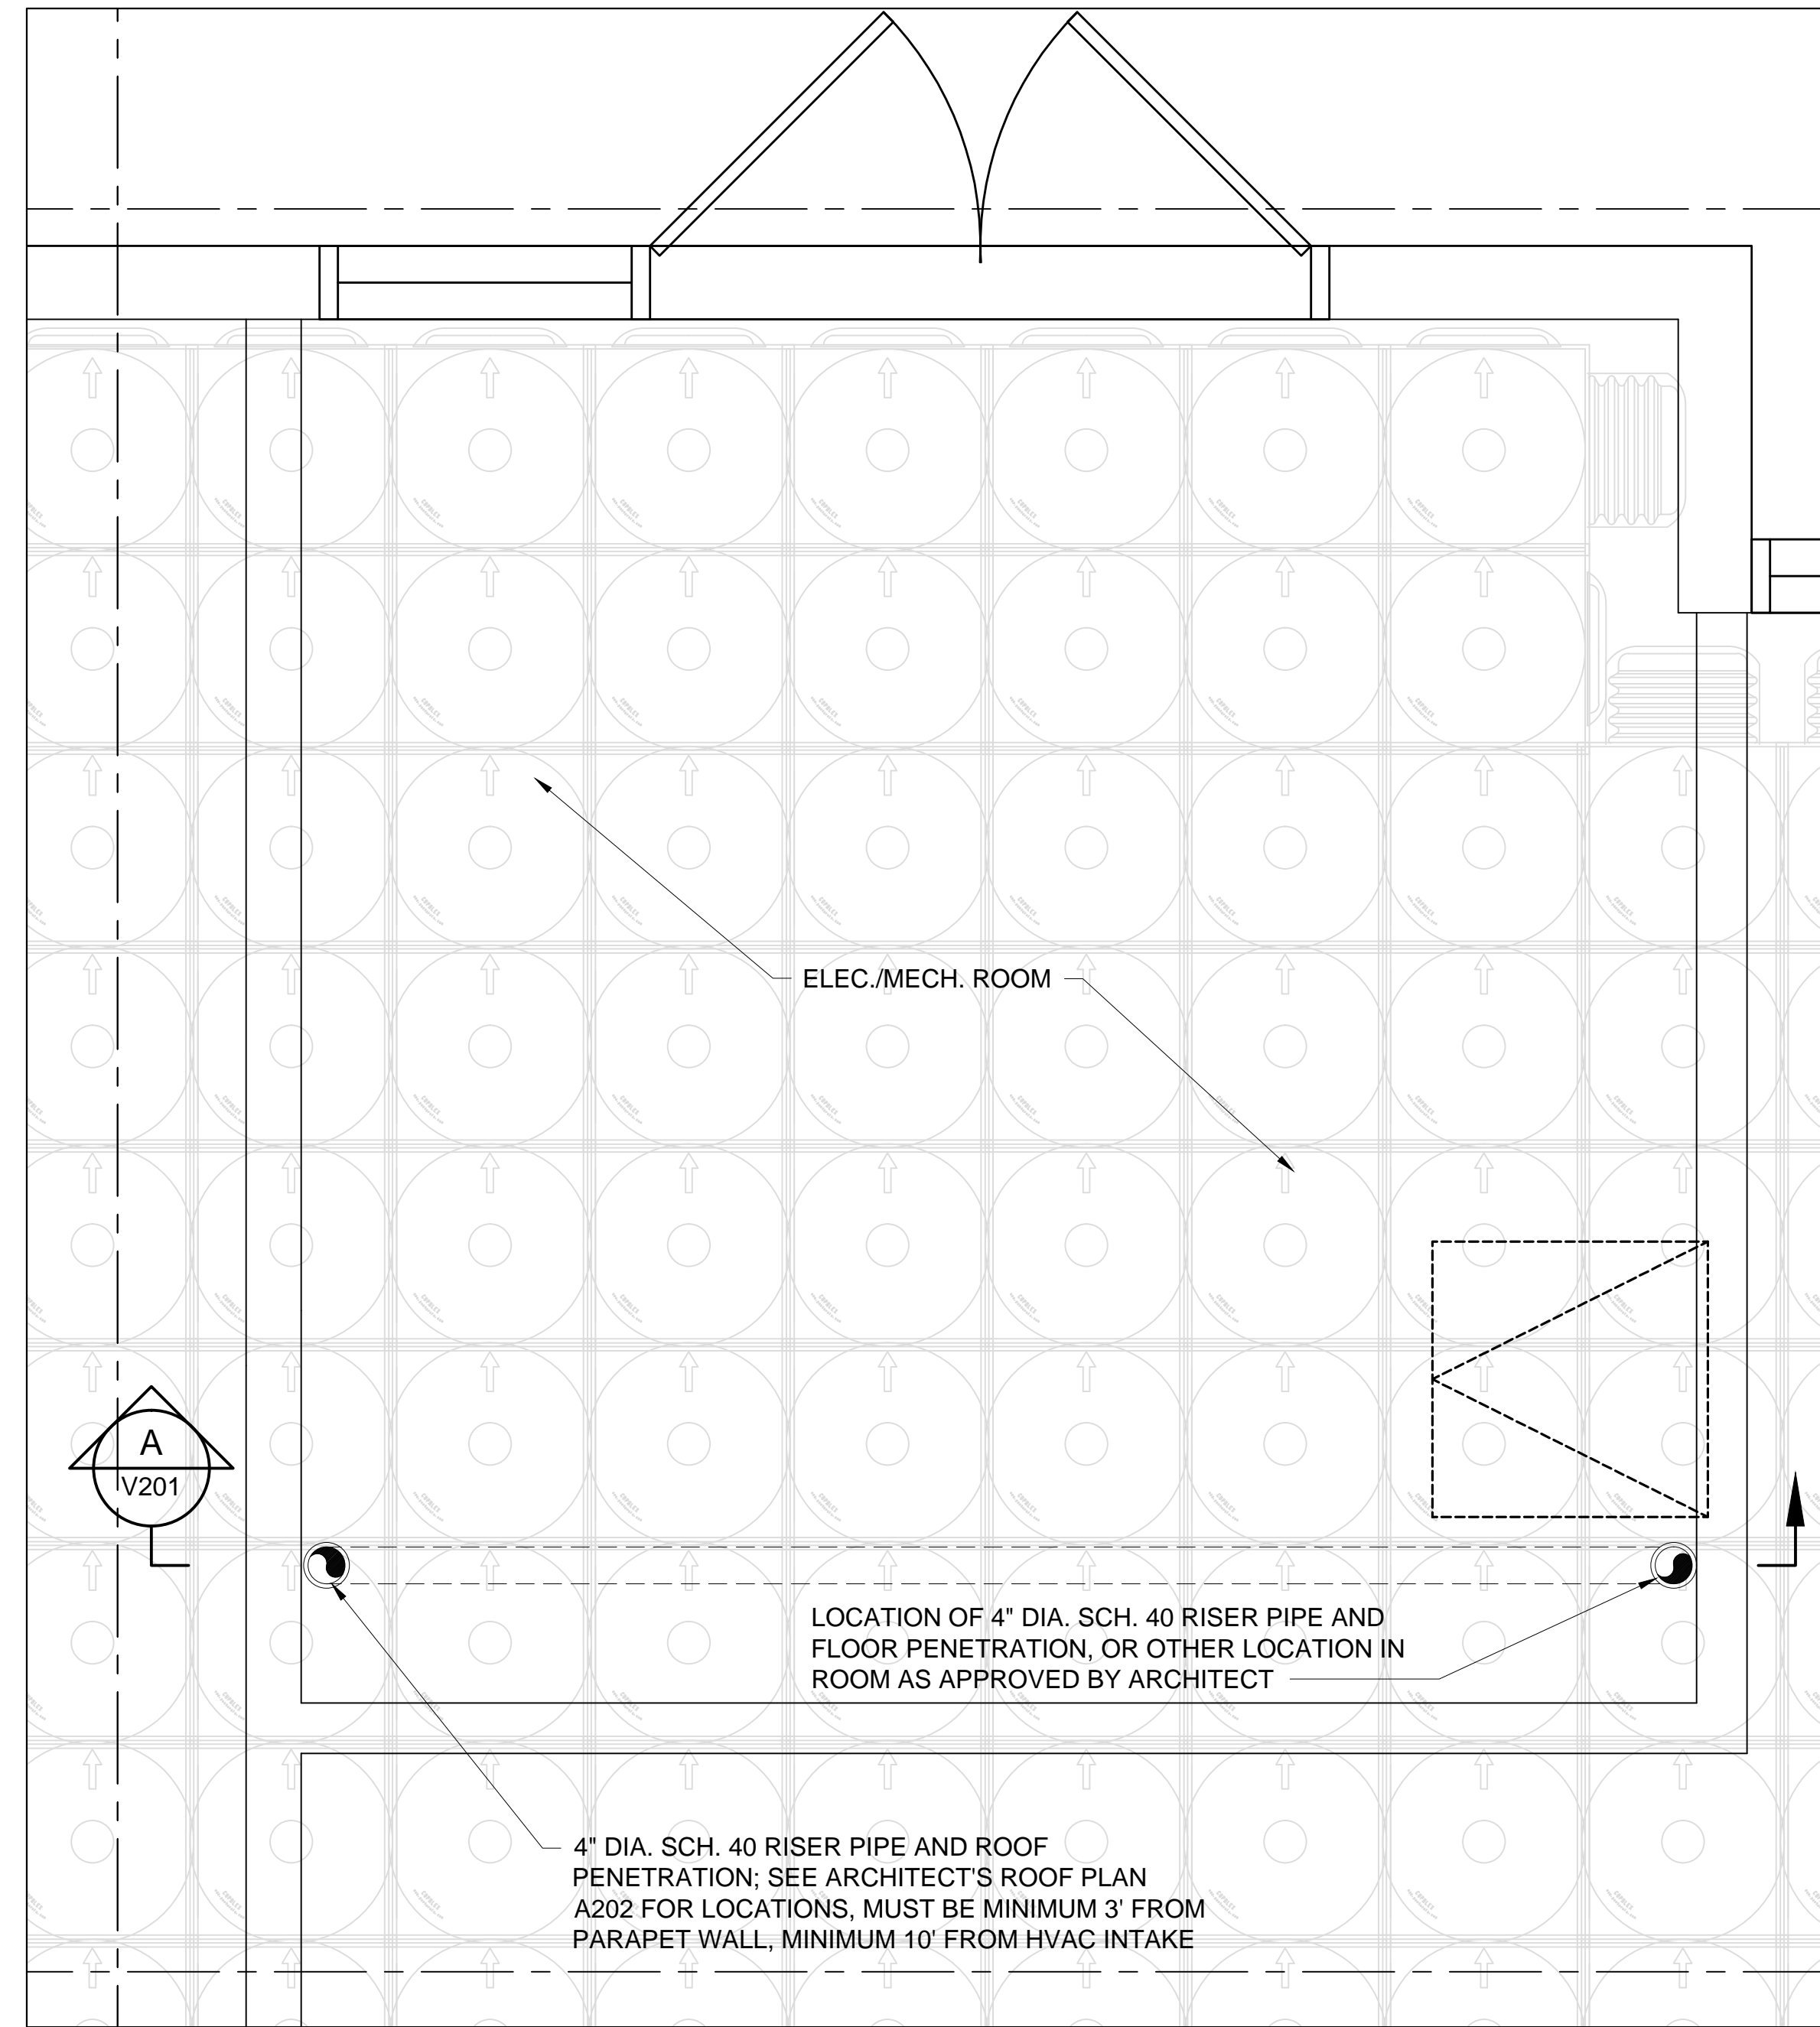 ELEC./MECH. ROOM
A
V201
LOCATION OF 4" DIA. SCH. 40 RISER PIPE AND
FLOOR PENETRATION, OR OTHER LOCATION IN
ROOM AS APPROVED BY ARCHITECT
4" DIA. SCH. 40 RISER PIPE AND ROOF
PENETRATION; SEE ARCHITECT'S ROOF PLAN
A202 FOR LOCATIONS, MUST BE MINIMUM 3' FROM
PARAPET WALL, MINIMUM 10' FROM HVAC INTAKE